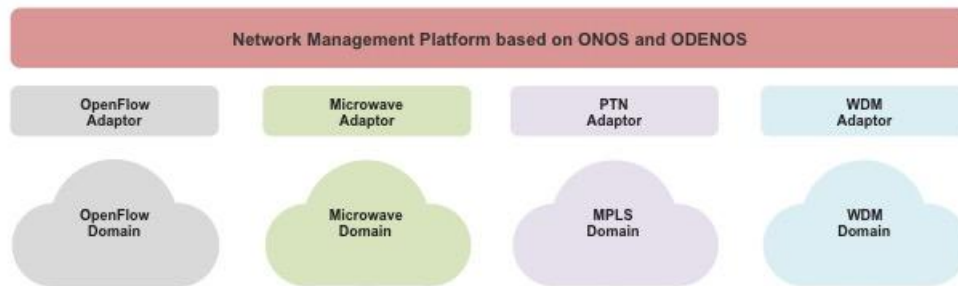 Network Management Platform based on ONOS and ODENOS
OpenFlow
Adaptor
Microwave
Adaptor
PTN
Adaptor
WDM
Adaptor
OpenFlow
Domain
Microwave
Domain
MPLS
Domain
WDM
Domain